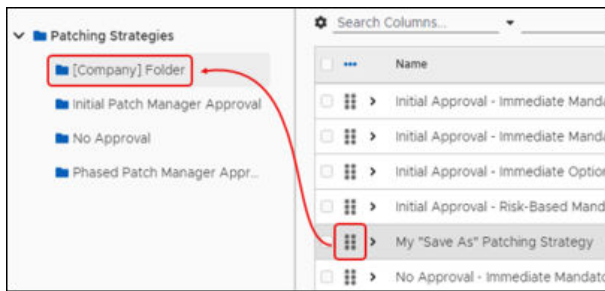 Patching Strategies
[Company] Folder
Initial Patch Manager Approval
No Approval
Phased Patch Manager Appr...
Search Columns...
Name
Initial Approval - Immediate Manda
Initial Approval - Immediate Manda
Initial Approval - Immediate Option
Initial Approval - Risk-Based Mand
My "Save As" Patching Strategy
No Approval - Immediate Mandato